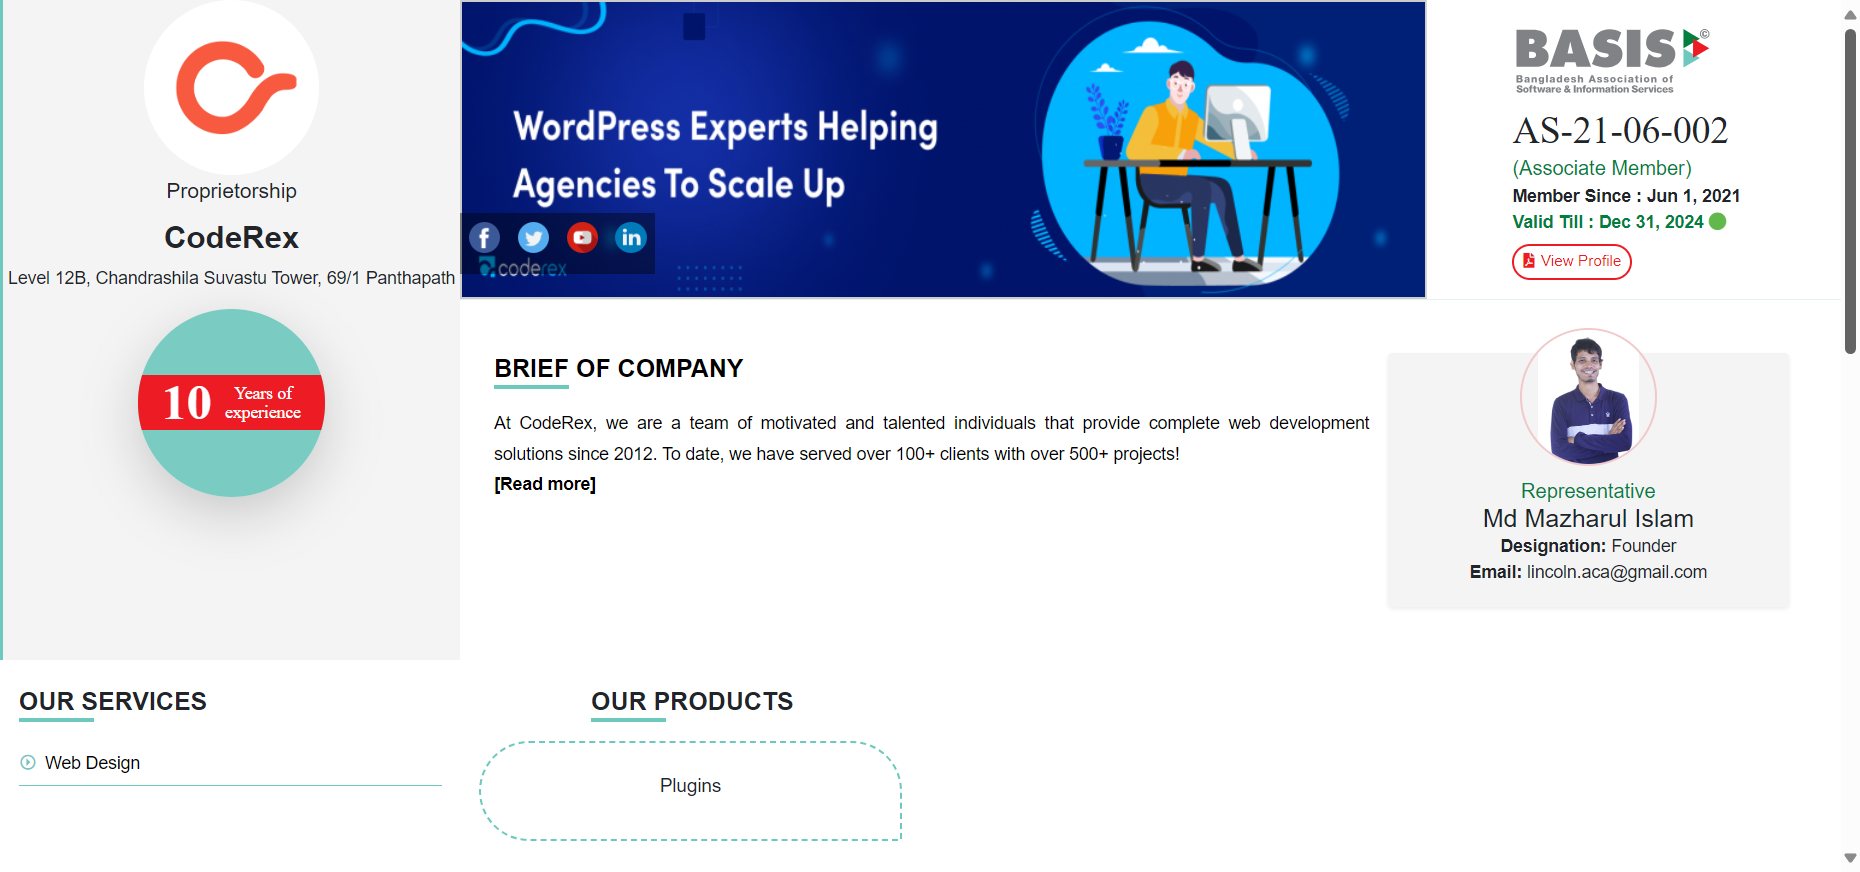 Proprietorship
CodeRex
Level 12B, Chandrashila Suvastu Tower, 69/1 Panthapath
10
Years of
experience
WordPress Experts Helping
Agencies To Scale Up
coderex
BASIS ©
Bangladesh Association of
Software & Information Services
AS-21-06-002
(Associate Member)
Member Since : Jun 1, 2021
Valid Till : Dec 31, 2024
View Profile
BRIEF OF COMPANY
At CodeRex, we are a team of motivated and talented individuals that provide complete web development
solutions since 2012. To date, we have served over 100+ clients with over 500+ projects!
[Read more]
Representative
Md Mazharul Islam
Designation: Founder
Email: lincoln.aca@gmail.com
OUR SERVICES
Web Design
OUR PRODUCTS
Plugins